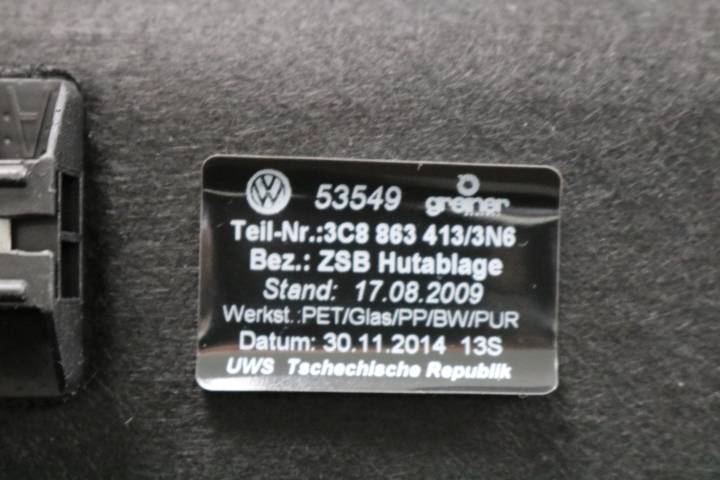 53549 greiner
Teil-Nr.:3C8 863 413/3N6
Bez.: ZSB Hutablage
Stand: 17.08.2009
Werkst.:PET/Glas/PP/BW/PUR
Datum: 30.11.2014 13S
UWS Tschechische Republik